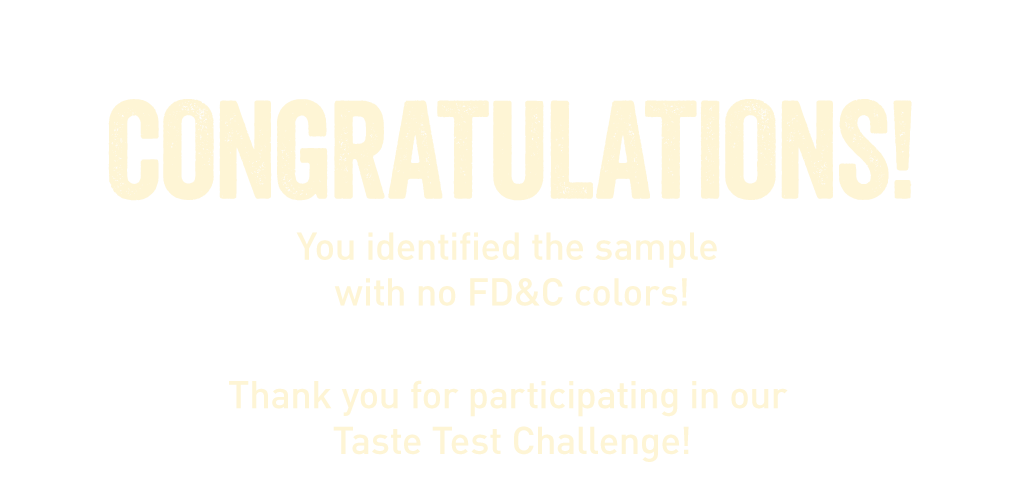 CONGRATULATIONS!
You identified the sample
with no FD&C colors!
Thank you for participating in our
Taste Test Challenge!